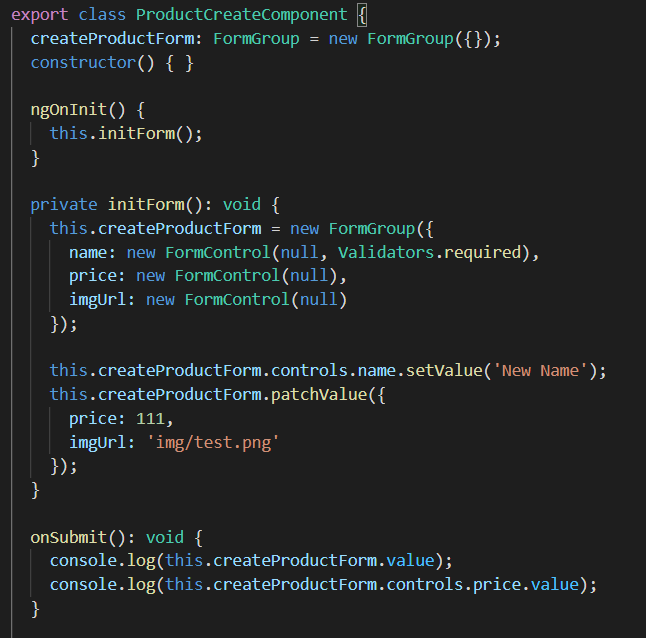 export class ProductCreateComponent {
createProductForm: FormGroup = new FormGroup({});
constructor() { }
ngOnInit() {
this.initForm();
}
private initForm(): void {
this.createProductForm = new FormGroup({
name: new FormControl(null, Validators.required),
price: new FormControl(null),
imgUrl: new FormControl(null)
});
this.createProductForm.controls.name.setValue('New Name');
this.createProductForm.patchValue({
price: 111,
imgUrl: 'img/test.png'
});
}
onSubmit(): void {
console.log(this.createProductForm.value);
console.log(this.createProductForm.controls.price.value);
}